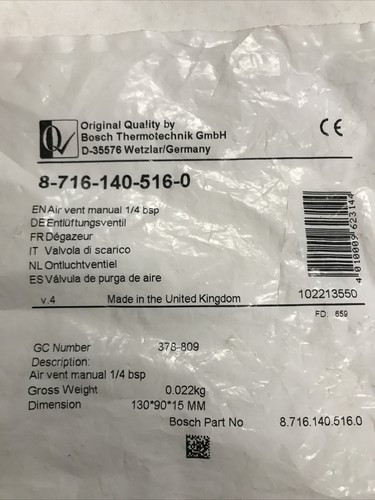 Original Quality by
Bosch Thermotechnik GmbH
D-35576 Wetzlar/Germany
CE
8-716-140-516-0
EN Air vent manual 1/4 bsp
DE Entlüftungsventil
FR Dégazeur
IT Valvola di scarico
NL Ontluchtventiel
ES Válvula de purga de aire
4 010009 623144
v.4 Made in the United Kingdom 102213550
FD: 659
GC Number 378-809
Description:
Air vent manual 1/4 bsp
Gross Weight 0.022kg
Dimension 130*90*15 MM
Bosch Part No 8.716.140.516.0